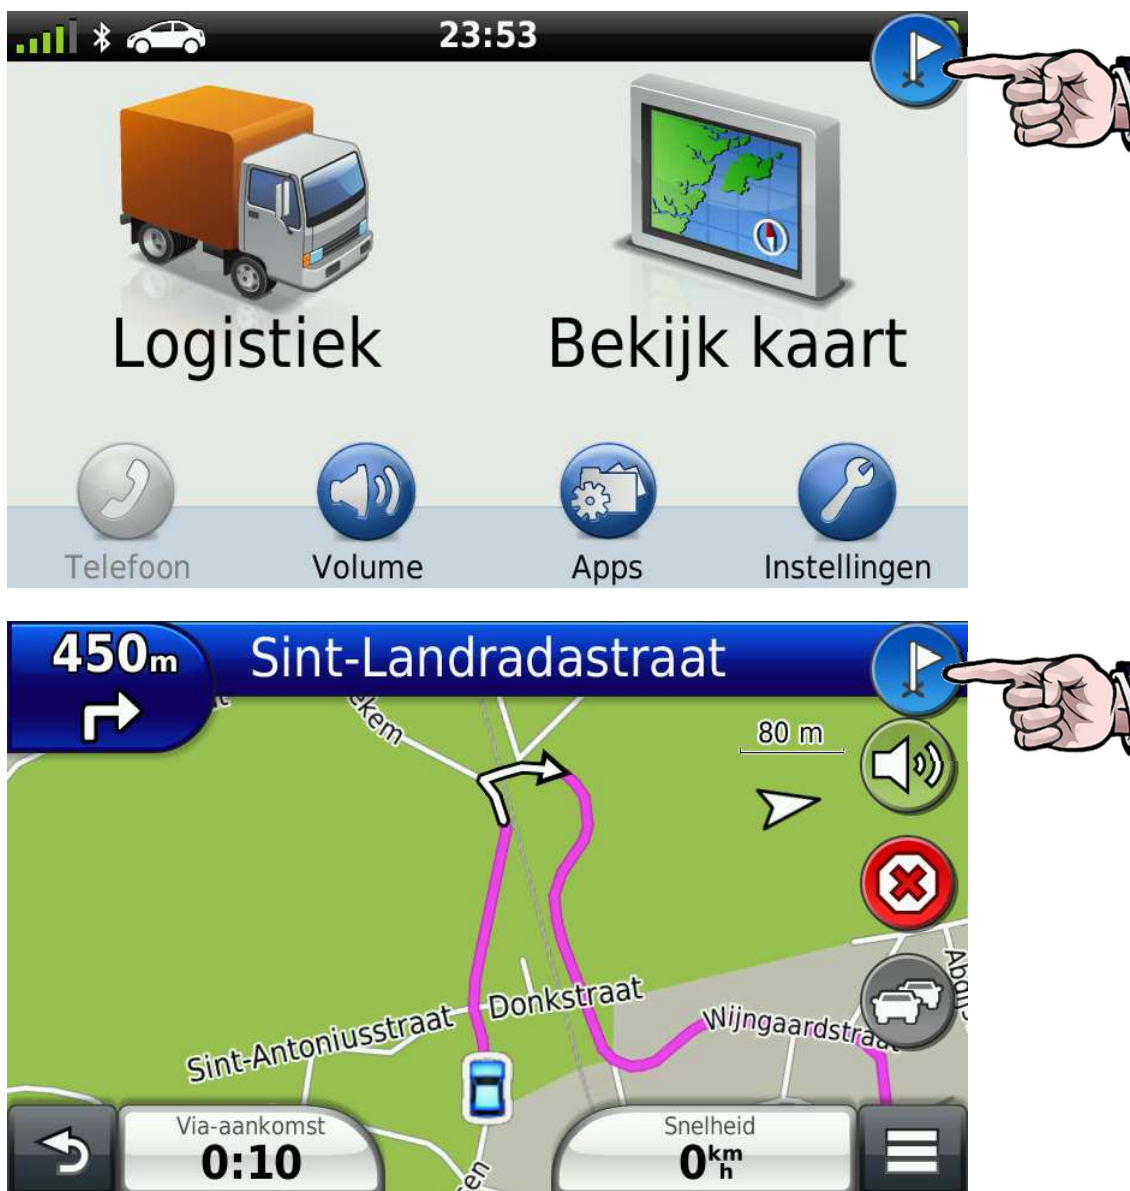 23:53
Logistiek
Bekijk kaart
Telefoon
Volume
Apps
Instellingen
450m
Sint-Landradastraat
80 m
Sint-Antoniusstraat
Donkstraat
Wijngaardstraat
Via-aankomst
0:10
Snelheid
0 km
h